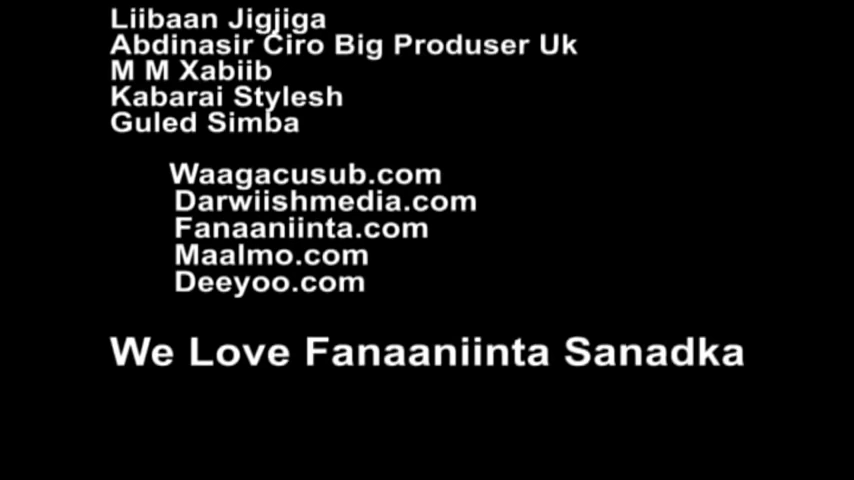 Liibaan Jigjiga
Abdinasir Ciro Big Produser Uk
M M Xabiib
Kabarai Stylesh
Guled Simba
Waagacusub.com
Darwiishmedia.com
Fanaaniinta.com
Maalmo.com
Deeyoo.com
We Love Fanaaniinta Sanadka